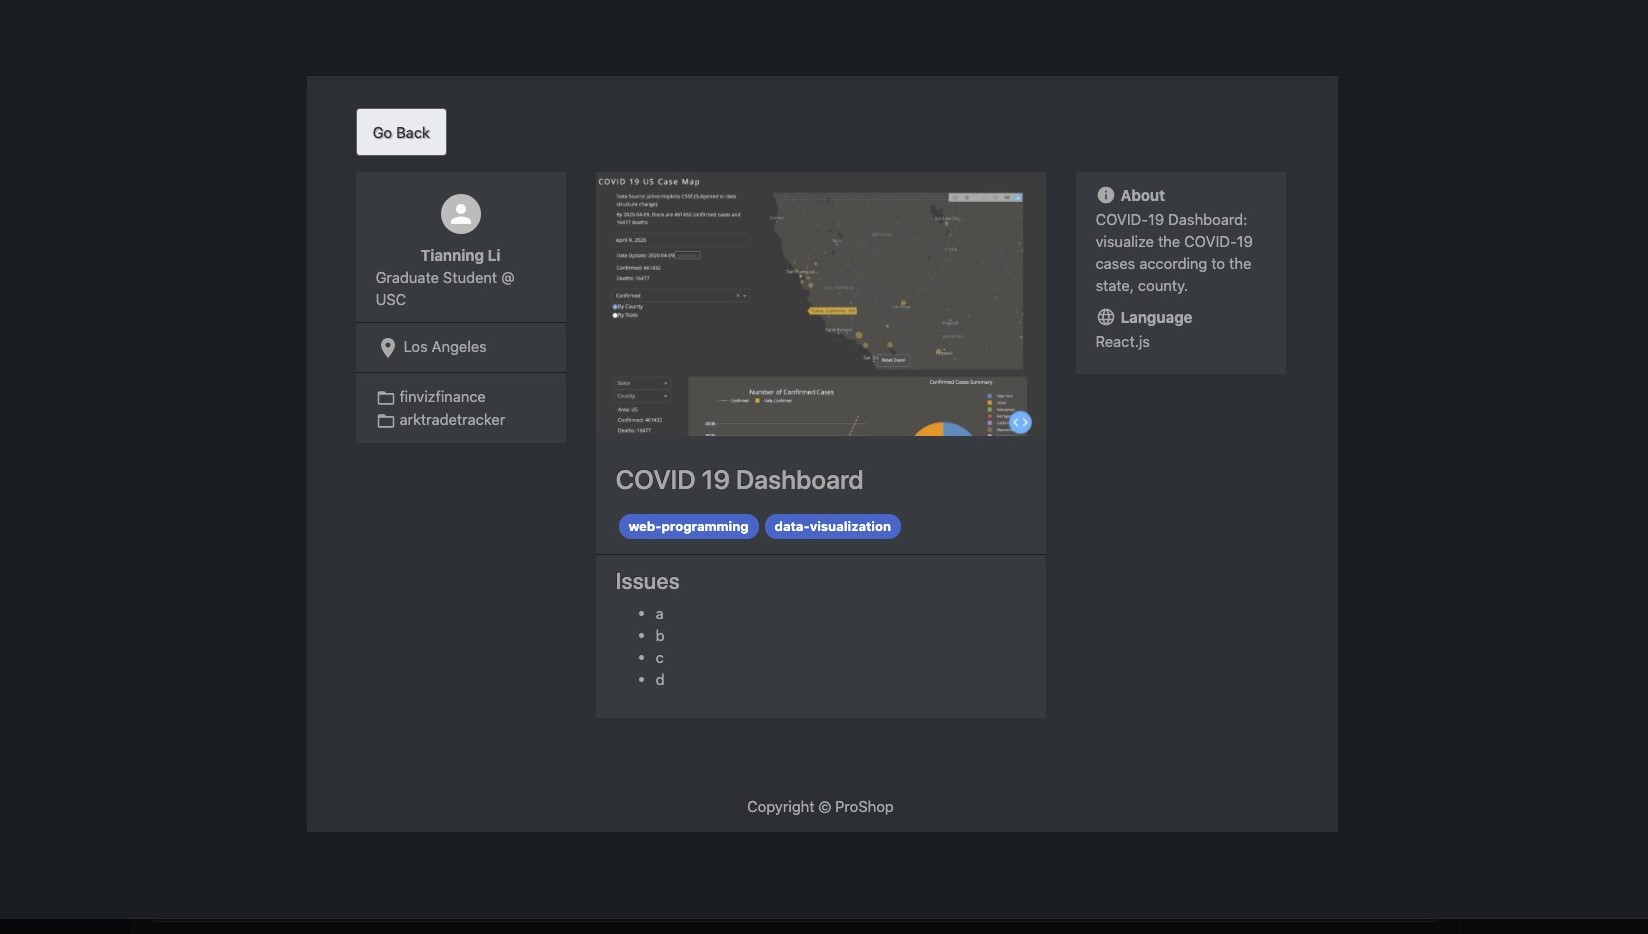 Go Back
Tianning Li
Graduate Student @
USC
Los Angeles
finvizfinance
arktradetracker
COVID 19 US Case Map
Data Source: Johns Hopkins CSSE (Subjected to data
structure change).
By 2020-04-09, there are 461432 confirmed cases and
16477 deaths.
April 9, 2020
Date Update: 2020-04-09
Confirmed: 461432
Deaths: 16477
Confirmed
By County
By State
Reset Zoom
State
County
Area: US
Confirmed: 461432
Deaths: 16477
Number of Confirmed Cases
Confirmed Daily_Confirmed
Confirmed Cases Summary
New York
COVID 19 Dashboard
web-programming data-visualization
Issues
a
b
c
d
About
COVID-19 Dashboard:
visualize the COVID-19
cases according to the
state, county.
Language
React.js
Copyright © ProShop